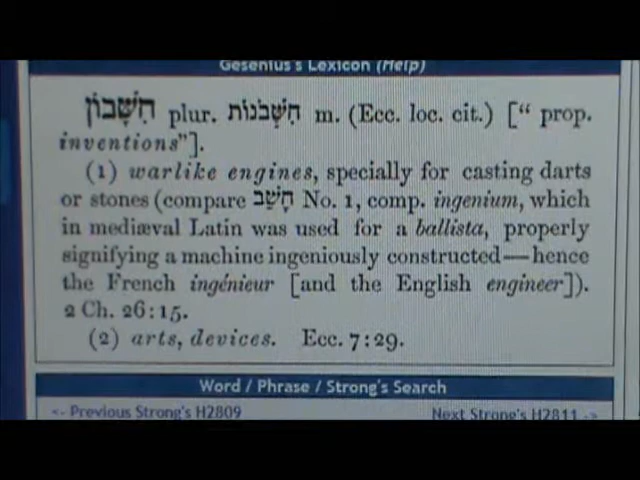 Gesenius's Lexicon (Help)
חִשָּׁבוֹן plur. חִשְּׁבֹנוֹת m. (Ecc. loc. cit.) [“ prop.
inventions”].
(1) warlike engines, specially for casting darts
or stones (compare חָשַׁב No. 1, comp. ingenium, which
in mediæval Latin was used for a ballista, properly
signifying a machine ingeniously constructed—hence
the French ingénieur [and the English engineer]).
2 Ch. 26:15.
(2) arts, devices. Ecc. 7:29.
Word / Phrase / Strong's Search
<- Previous Strong's H2809
Next Strong's H2811 ->